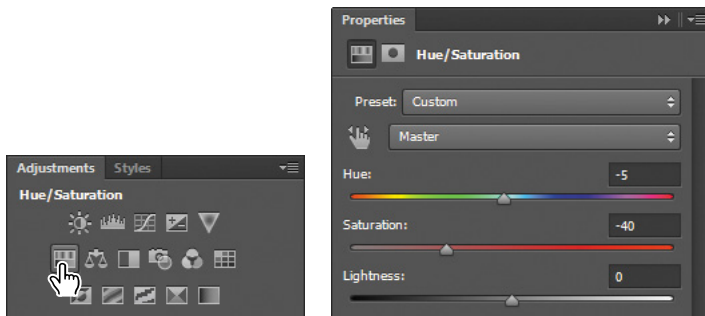 Adjustments Styles
Hue/Saturation
Properties
Hue/Saturation
Preset: Custom
Master
Hue: -5
Saturation: -40
Lightness: 0